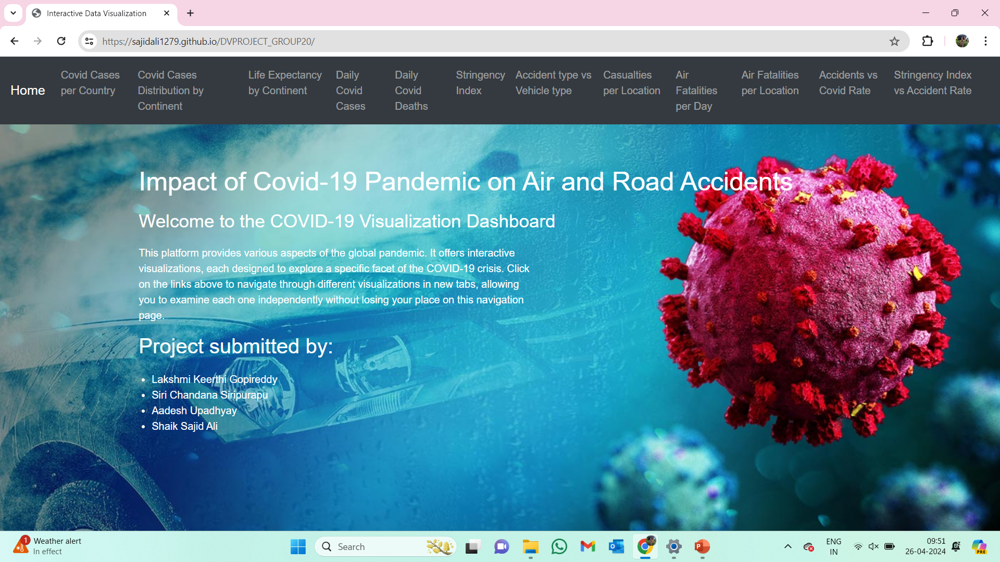 Interactive Data Visualization
https://sajidali1279.github.io/DVPROJECT_GROUP20/
Home
Covid Cases
per Country
Covid Cases
Distribution by
Continent
Life Expectancy
by Continent
Daily
Covid
Cases
Daily
Covid
Deaths
Stringency
Index
Accident type vs
Vehicle type
Casualties
per Location
Air
Fatalities
per Day
Air Fatalities
per Location
Accidents vs
Covid Rate
Stringency Index
vs Accident Rate
Impact of Covid-19 Pandemic on Air and Road Accidents
Welcome to the COVID-19 Visualization Dashboard
This platform provides various aspects of the global pandemic. It offers interactive
visualizations, each designed to explore a specific facet of the COVID-19 crisis. Click
on the links above to navigate through different visualizations in new tabs, allowing
you to examine each one independently without losing your place on this navigation
page.
Project submitted by:
• Lakshmi Keerthi Gopireddy
• Siri Chandana Siripurapu
• Aadesh Upadhyay
• Shaik Sajid Ali
1
Weather alert
In effect
Search
P
ENG
IN
09:51
26-04-2024
PRE